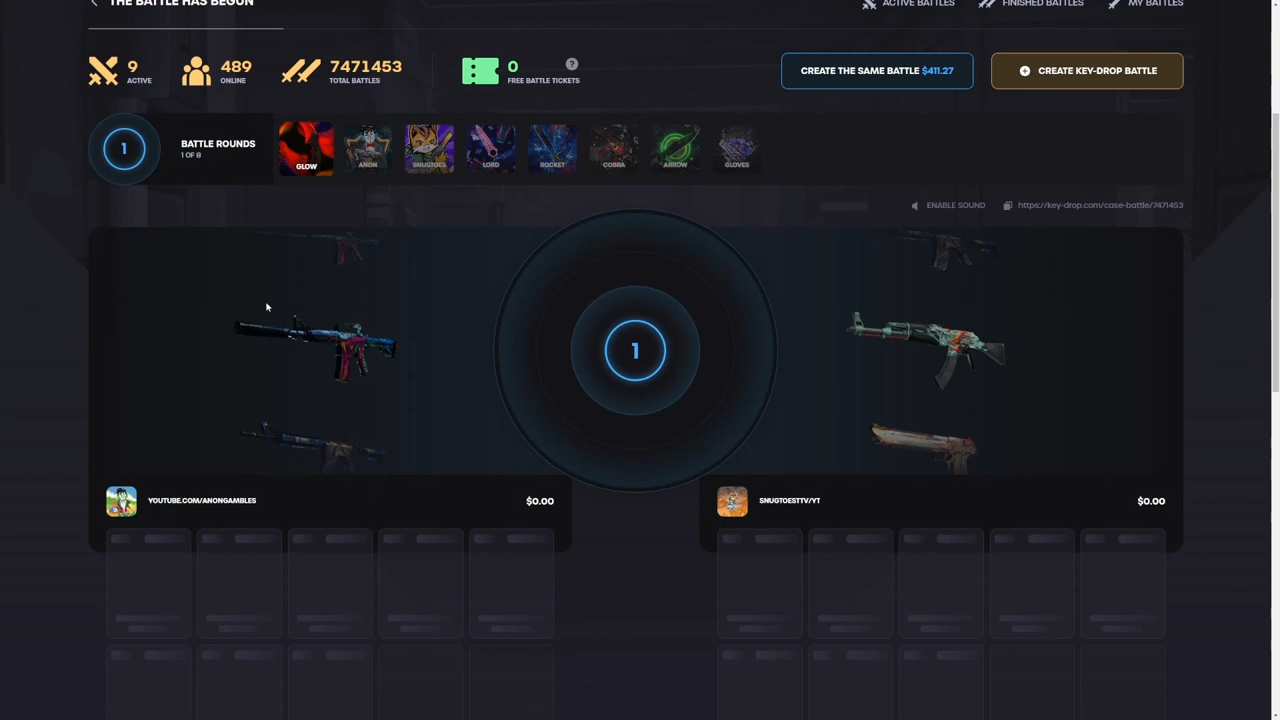 THE BATTLE HAS BEGUN
ACTIVE BATTLES
FINISHED BATTLES
MY BATTLES
9
ACTIVE
489
ONLINE
7471453
TOTAL BATTLES
0
FREE BATTLE TICKETS
?
CREATE THE SAME BATTLE $411.27
CREATE KEY-DROP BATTLE
1
BATTLE ROUNDS
1 OF 8
GLOW
ANON
SNUGTOES
LORD
ROCKET
COBRA
ARROW
GLOVES
ENABLE SOUND
https://key-drop.com/case-battle/7471453
1
YOUTUBE.COM/ANONGAMBLES
$0.00
SNUGTOESTTV/YT
$0.00